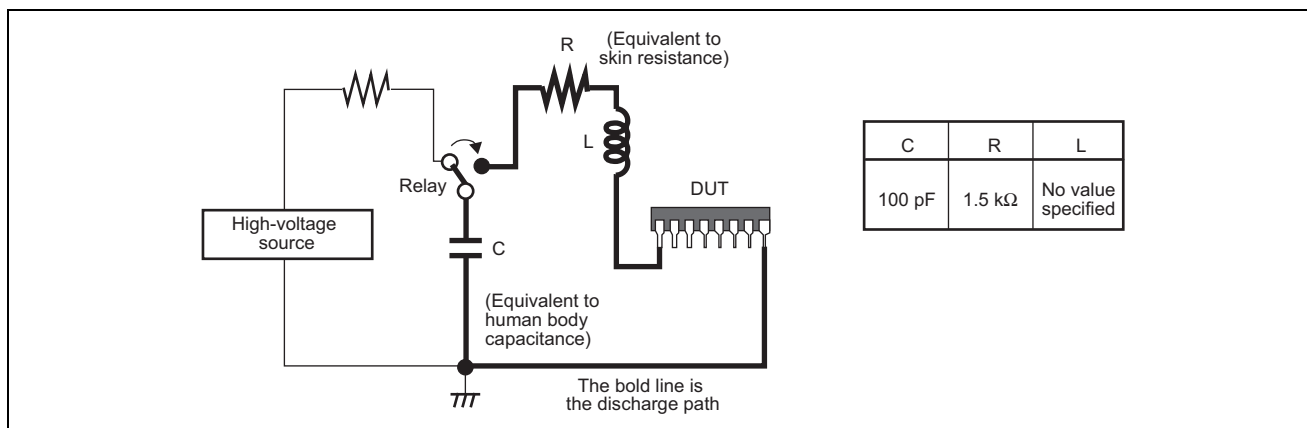 R
(Equivalent to
skin resistance)
L
Relay
DUT
High-voltage
source
C
(Equivalent to
human body
capacitance)
The bold line is
the discharge path
C R L
100 pF 1.5 kΩ No value
specified